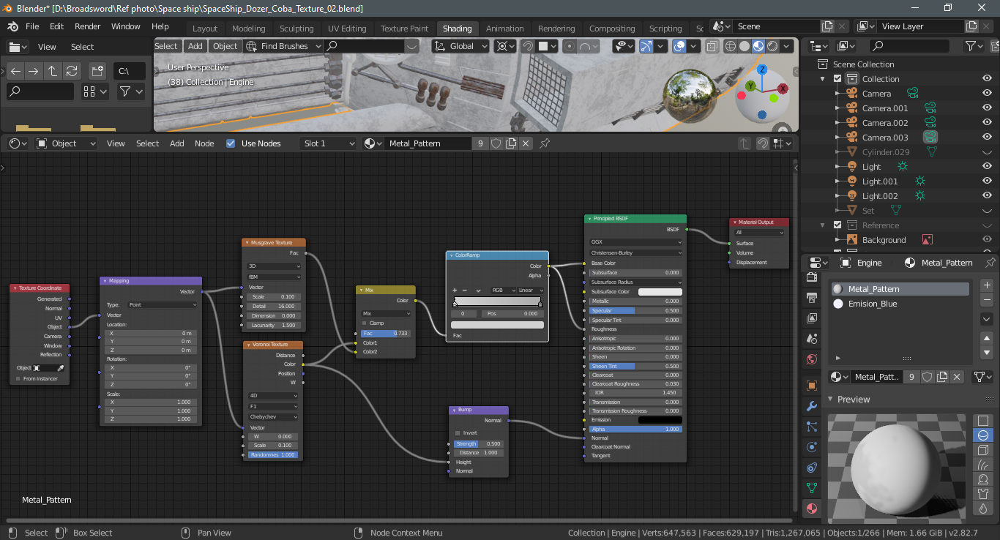 Blender* [D:\Broadsword\Ref photo\Space ship\SpaceShip_Dozer_Coba_Texture_02.blend]
File Edit Render Window Help Layout Modeling Sculpting UV Editing Texture Paint Shading Animation Rendering Compositing Scripting Sc Scene View Layer
View Select
Select Add Object Find Brushes Global
C:\
User Perspective
(38) Collection | Engine
Z
Y
X
Object View Select Add Node Use Nodes Slot 1 Metal_Pattern 9
Scene Collection
Collection
Camera
Camera.001
Camera.002
Camera.003
Cylinder.029
Light
Light.001
Light.002
Set
Reference
Background
Texture Coordinate
Generated
Normal
UV
Object
Camera
Window
Reflection
Object
From Instancer
Mapping
Vector
Type: Point
Vector
Location:
X 0 m
Y 0 m
Z 0 m
Rotation:
X 0°
Y 0°
Z 0°
Scale:
X 1.000
Y 1.000
Z 1.000
Musgrave Texture
Fac
3D
fBM
Vector
Scale 0.100
Detail 16.000
Dimension 0.000
Lacunarity 1.500
Voronoi Texture
Distance
Color
Position
W
4D
F1
Chebychev
Vector
W 0.000
Scale 0.100
Randomnes 1.000
Mix
Color
Mix
Clamp
Fac 0.733
Color1
Color2
ColorRamp
Color
Alpha
RGB Linear
0 Pos 0.000
Fac
Bump
Normal
Invert
Strength 0.500
Distance 1.000
Height
Normal
Principled BSDF
BSDF
GGX
Christensen-Burley
Base Color
Subsurface 0.000
Subsurface Radius
Subsurface Color
Metallic 0.000
Specular 0.500
Specular Tint 0.000
Roughness
Anisotropic 0.000
Anisotropic Rotation 0.000
Sheen 0.000
Sheen Tint 0.500
Clearcoat 0.000
Clearcoat Roughness 0.030
IOR 1.450
Transmission 0.000
Transmission Roughness 0.000
Emission
Alpha 1.000
Normal
Clearcoat Normal
Tangent
Material Output
All
Surface
Volume
Displacement
Metal_Pattern
Engine Metal_Pattern
Metal_Pattern
Emision_Blue
Metal_Patt.. 9
Preview
Select Box Select Pan View Node Context Menu Collection | Engine | Verts:647,563 | Faces:629,197 | Tris:1,267,065 | Objects:1/266 | Mem: 1.66 GiB | v2.82.7